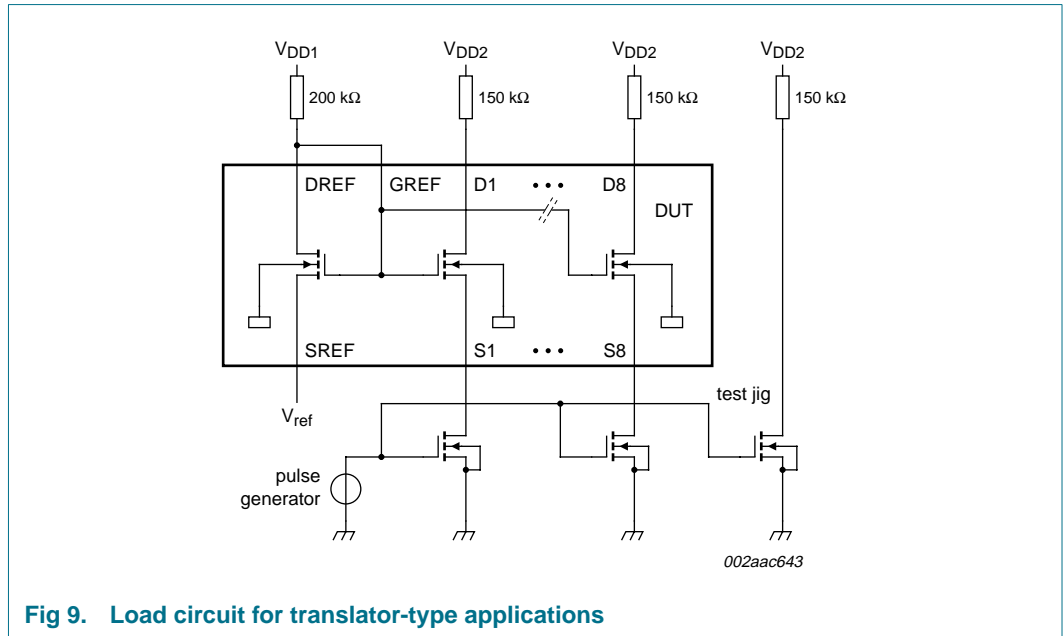 VDD1 VDD2 VDD2 VDD2
200 kΩ 150 kΩ 150 kΩ 150 kΩ
DREF GREF D1 • • • D8
DUT
SREF S1 • • • S8
test jig
Vref
pulse
generator
002aac643
Fig 9. Load circuit for translator-type applications